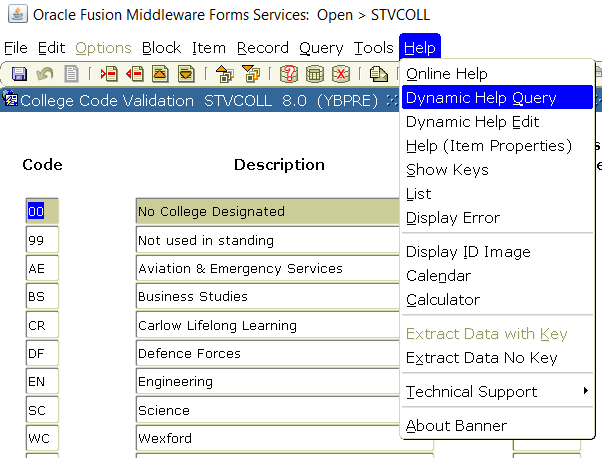 Oracle Fusion Middleware Forms Services:  Open > STVCOLL
File Edit Options Block Item Record Query Tools Help
College Code Validation  STVCOLL  8.0  (YBPRE)
Online Help
Dynamic Help Query
Dynamic Help Edit
Help (Item Properties)
Show Keys
List
Display Error
Display ID Image
Calendar
Calculator
Extract Data with Key
Extract Data No Key
Technical Support
About Banner
Code Description
00 No College Designated
99 Not used in standing
AE Aviation & Emergency Services
BS Business Studies
CR Carlow Lifelong Learning
DF Defence Forces
EN Engineering
SC Science
WC Wexford